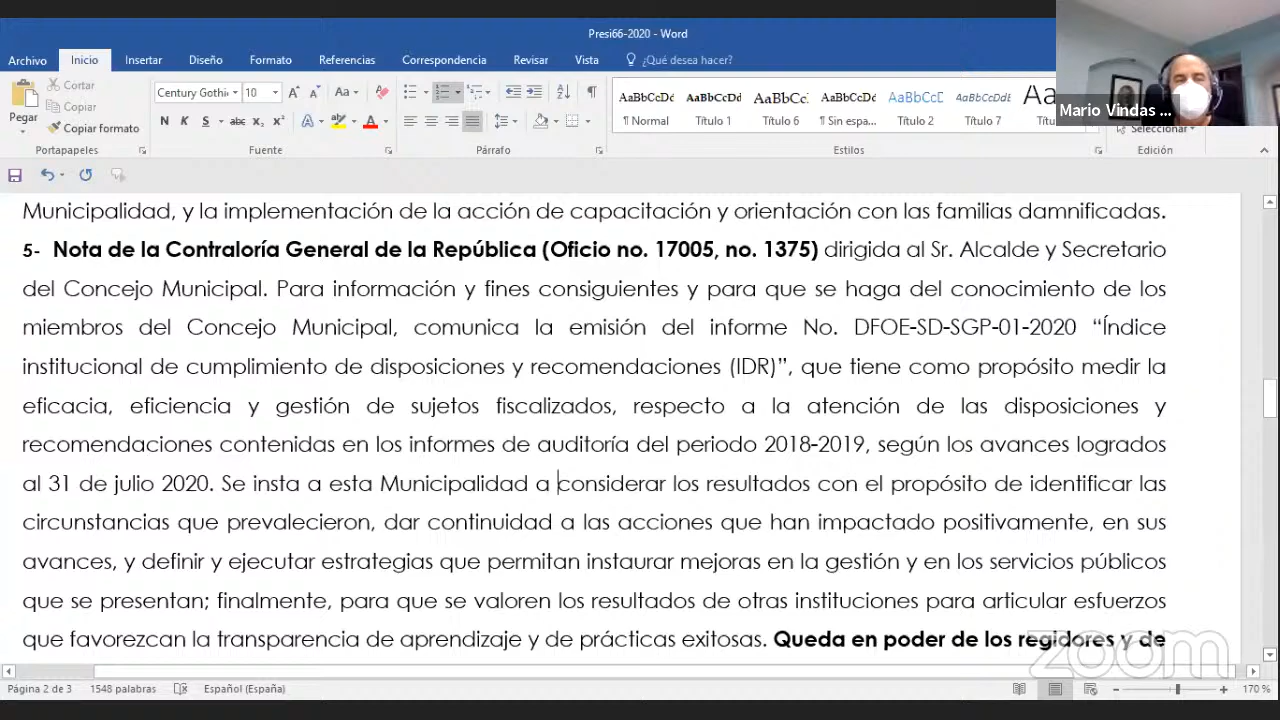 Presi66-2020 - Word
Archivo Inicio Insertar Diseño Formato Referencias Correspondencia Revisar Vista ¿Qué desea hacer?
Pegar
Cortar
Copiar
Copiar formato
Century Gothic 10
Aa
N K S abc x₂ x²
AaBbCcDc AaBbCcDc AaBbCc: AaBbCcDc AaBbCcD AaBbCcDdE Aa
¶ Normal Título 1 Título 6 ¶ Sin espa... Título 2 Título 7
Mario Vindas ...
Seleccionar
Portapapeles Fuente Párrafo Estilos Edición
Municipalidad, y la implementación de la acción de capacitación y orientación con las familias damnificadas.
5- Nota de la Contraloría General de la República (Oficio no. 17005, no. 1375) dirigida al Sr. Alcalde y Secretario
del Concejo Municipal. Para información y fines consiguientes y para que se haga del conocimiento de los
miembros del Concejo Municipal, comunica la emisión del informe No. DFOE-SD-SGP-01-2020 “Índice
institucional de cumplimiento de disposiciones y recomendaciones (IDR)”, que tiene como propósito medir la
eficacia, eficiencia y gestión de sujetos fiscalizados, respecto a la atención de las disposiciones y
recomendaciones contenidas en los informes de auditoría del periodo 2018-2019, según los avances logrados
al 31 de julio 2020. Se insta a esta Municipalidad a considerar los resultados con el propósito de identificar las
circunstancias que prevalecieron, dar continuidad a las acciones que han impactado positivamente, en sus
avances, y definir y ejecutar estrategias que permitan instaurar mejoras en la gestión y en los servicios públicos
que se presentan; finalmente, para que se valoren los resultados de otras instituciones para articular esfuerzos
que favorezcan la transparencia de aprendizaje y de prácticas exitosas. Queda en poder de los regidores y de
zoom
Página 2 de 3 1548 palabras Español (España) 170 %